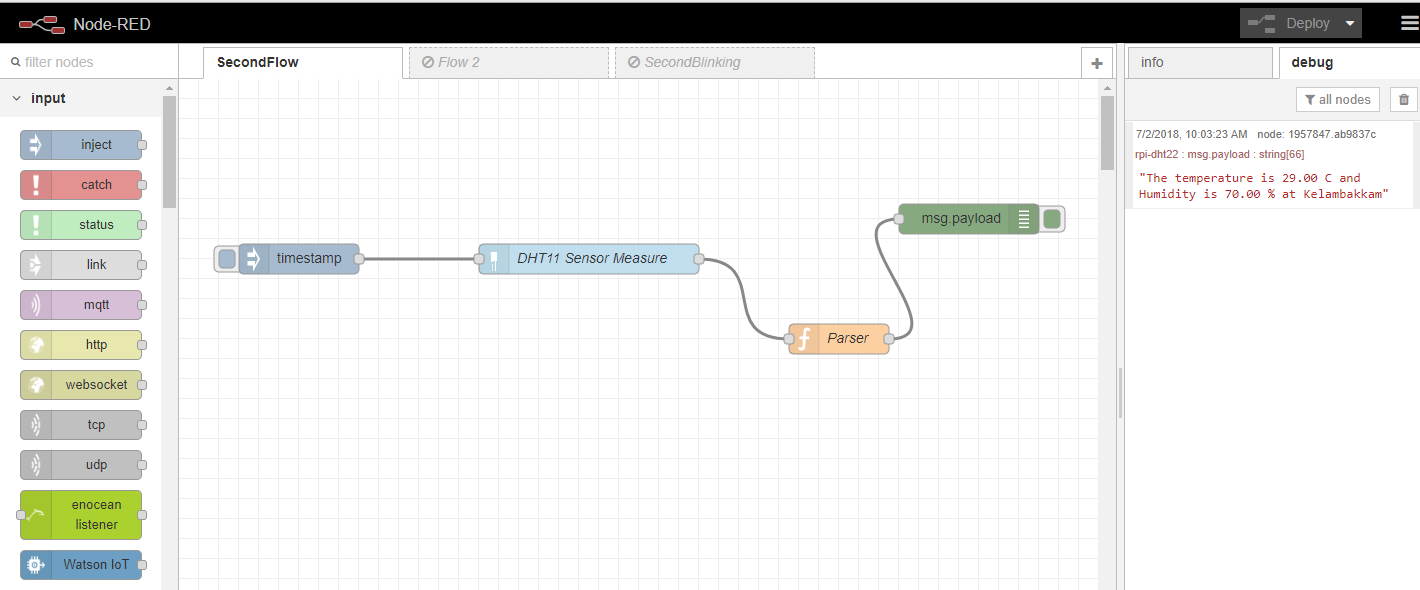 Node-RED
Deploy
filter nodes
SecondFlow
Flow 2
SecondBlinking
+
info
debug
input
all nodes
inject
catch
status
link
mqtt
http
websocket
tcp
udp
enocean
listener
Watson IoT
timestamp
DHT11 Sensor Measure
Parser
msg.payload
7/2/2018, 10:03:23 AM node: 1957847.ab9837c
rpi-dht22 : msg.payload : string[66]
"The temperature is 29.00 C and
Humidity is 70.00 % at Kelambakkam"